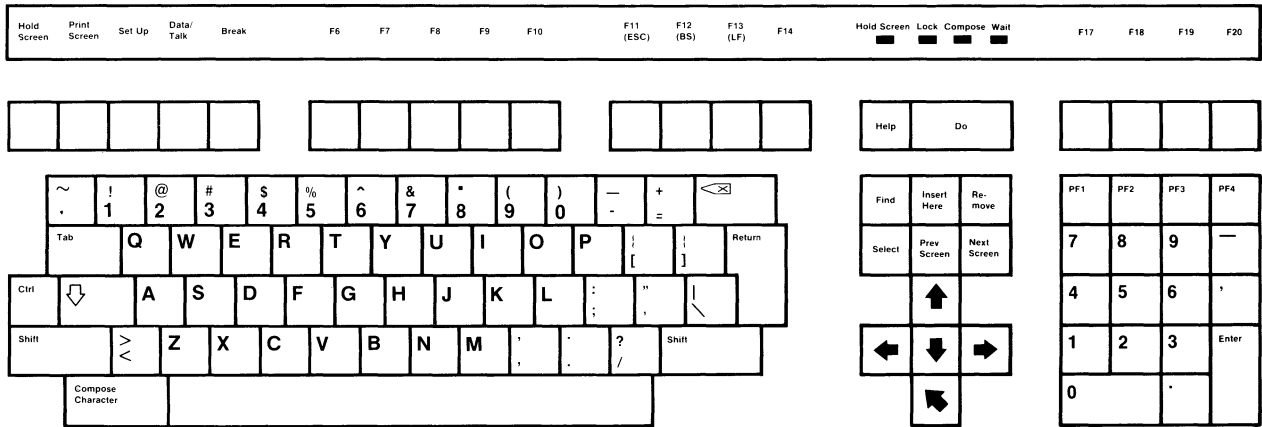 Hold Screen Print Screen Set Up Data/ Talk Break F6 F7 F8 F9 F10 F11 (ESC) F12 (BS) F13 (LF) F14 Hold Screen Lock Compose Wait F17 F18 F19 F20
Help Do
~ ! @ # $ % ^ & * ( ) — +
, 1 2 3 4 5 6 7 8 9 0 - =
Find Insert Here Re- move PF1 PF2 PF3 PF4
Tab Q W E R T Y U I O P { [ } ] Return
Select Prev Screen Next Screen 7 8 9 —
Ctrl A S D F G H J K L : ; " , | \
4 5 6 ,
Shift > < Z X C V B N M , , . . ? / Shift
1 2 3 Enter
Compose Character
0 .